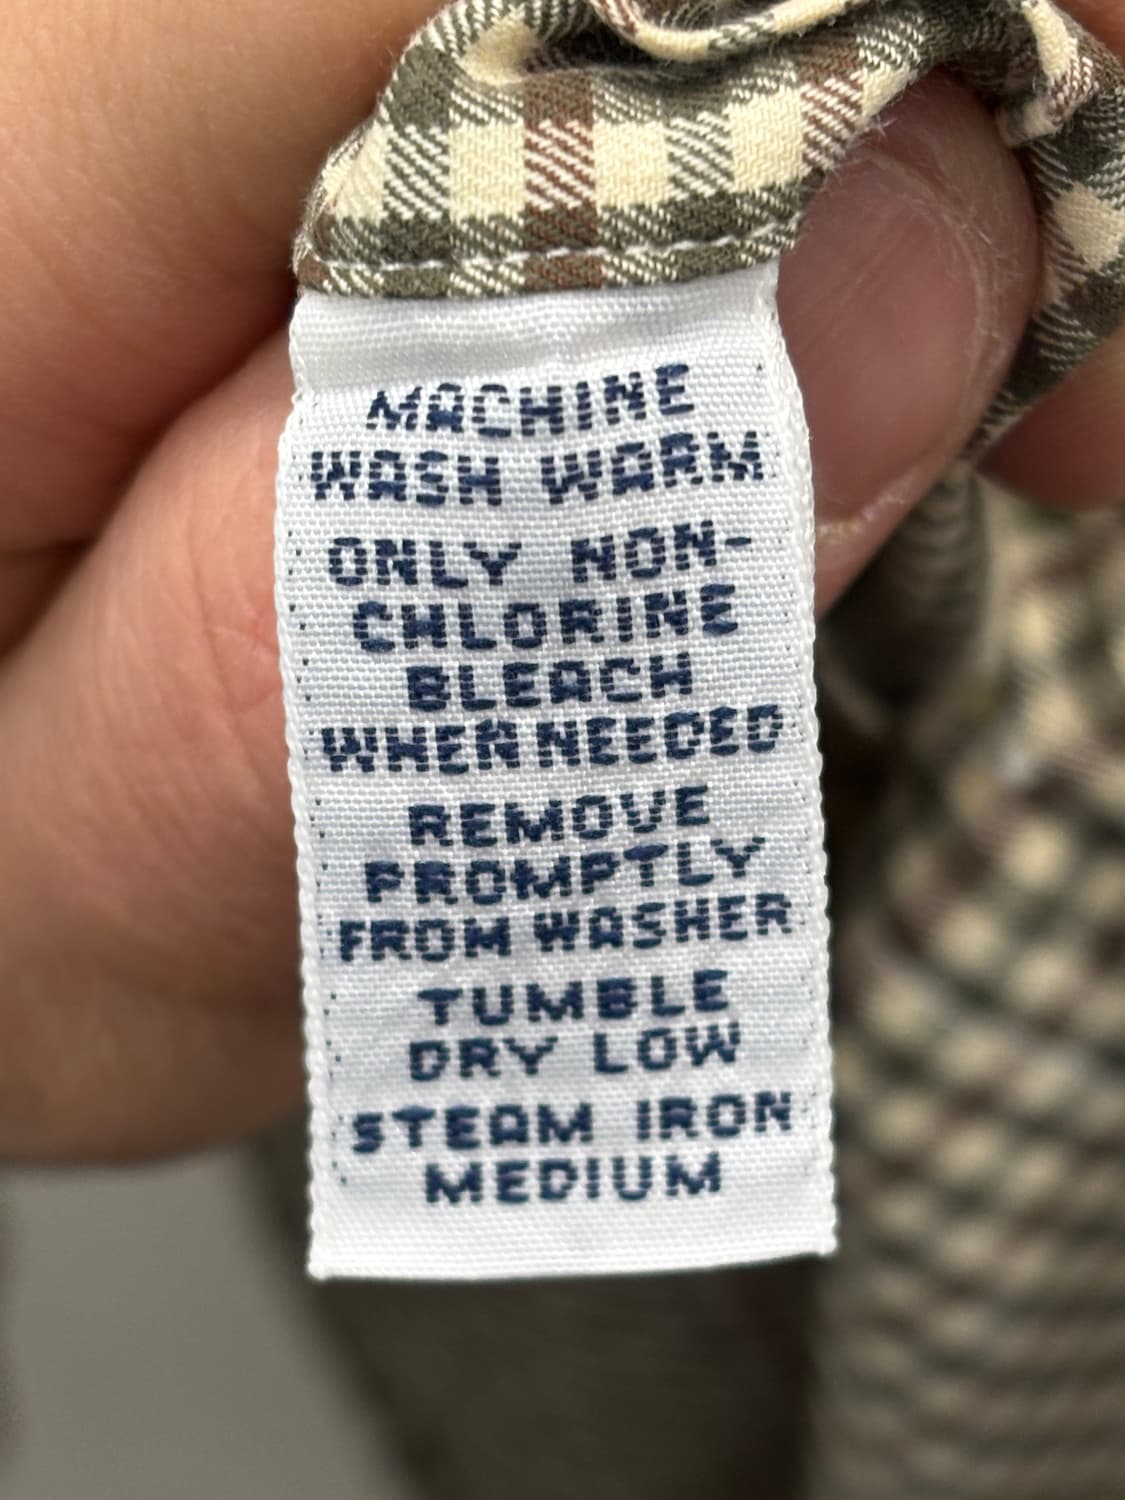 MACHINE
WASH WARM
ONLY NON-
CHLORINE
BLEACH
WHEN NEEDED
REMOVE
PROMPTLY
FROM WASHER
TUMBLE
DRY LOW
STEAM IRON
MEDIUM